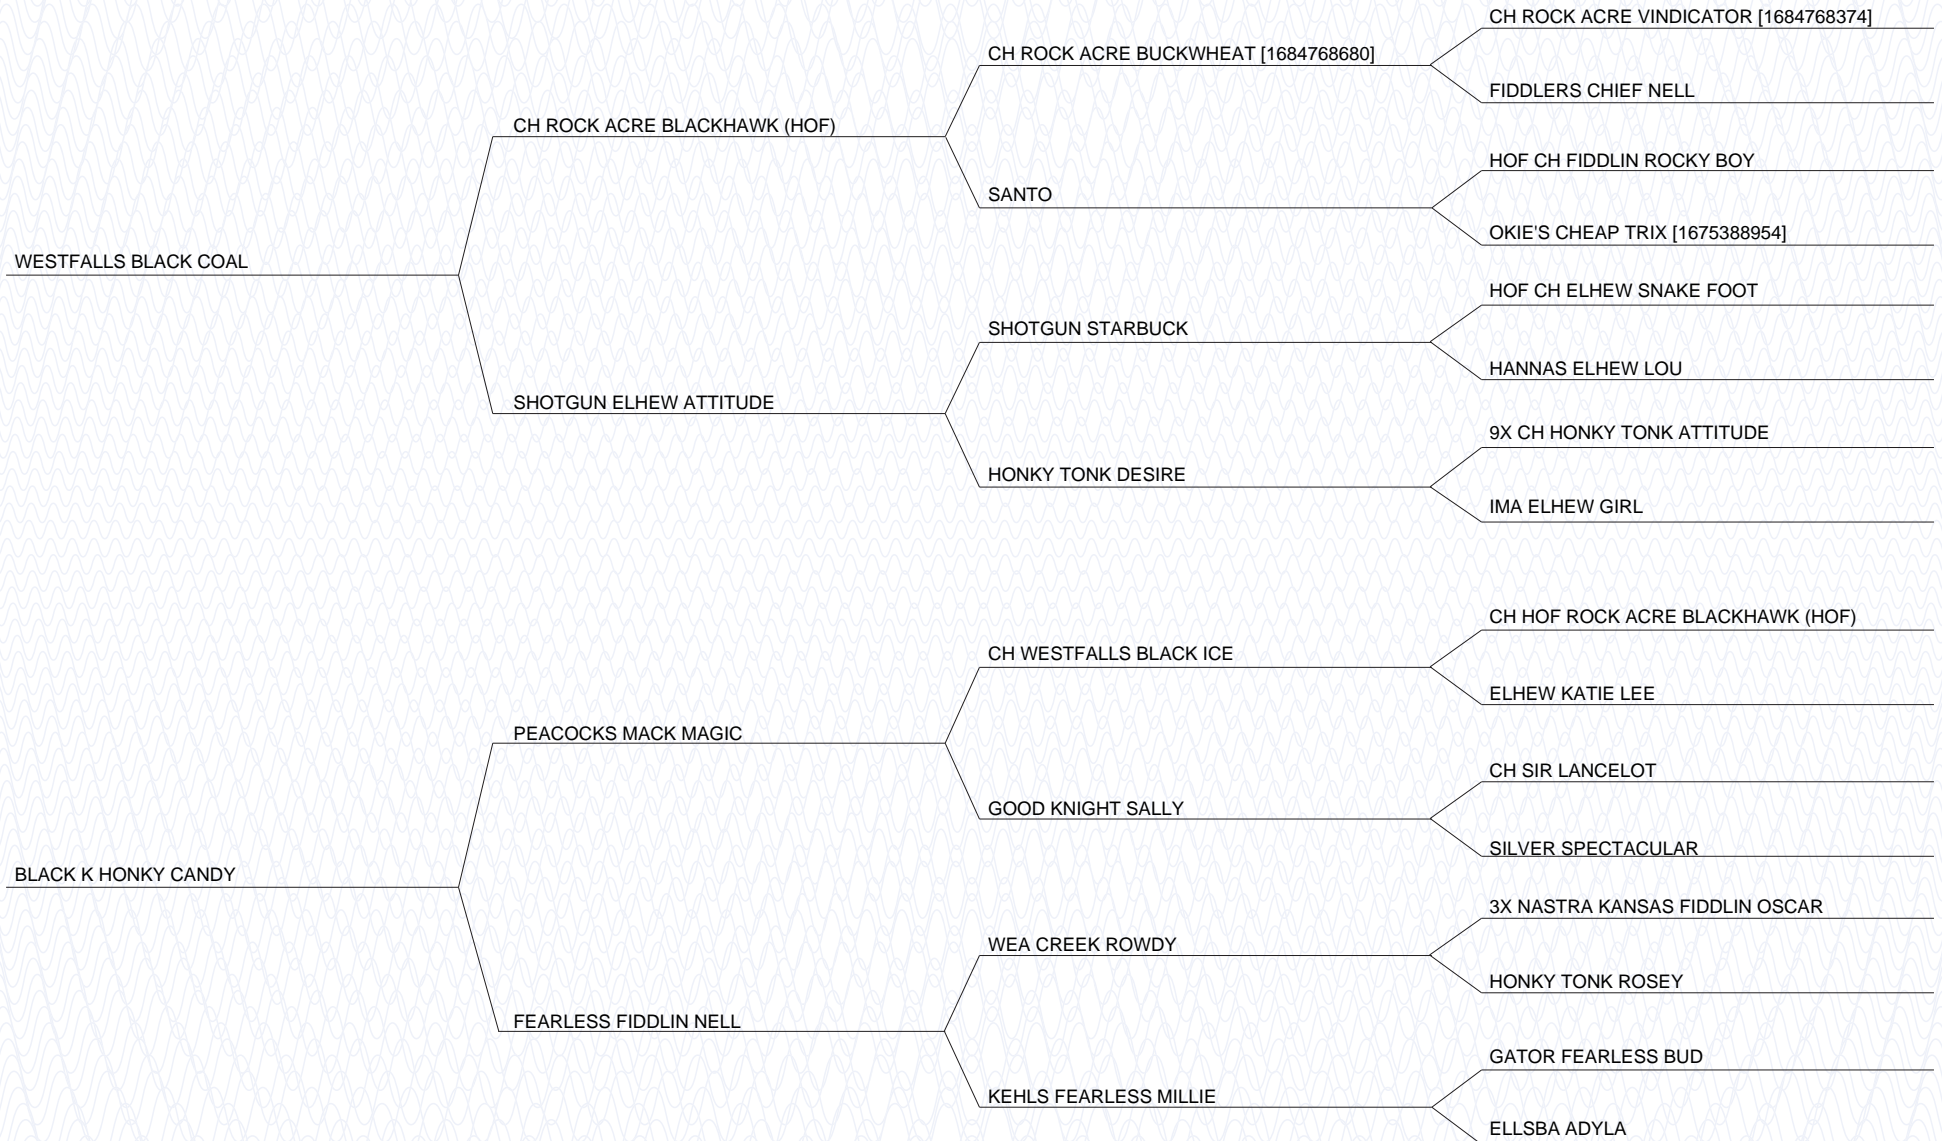 CH ROCK ACRE VINDICATOR [1684768374]
CH ROCK ACRE BUCKWHEAT [1684768680]
FIDDLERS CHIEF NELL
CH ROCK ACRE BLACKHAWK (HOF)
HOF CH FIDDLIN ROCKY BOY
SANTO
OKIE'S CHEAP TRIX [1675388954]
WESTFALLS BLACK COAL
HOF CH ELHEW SNAKE FOOT
SHOTGUN STARBUCK
HANNAS ELHEW LOU
SHOTGUN ELHEW ATTITUDE
9X CH HONKY TONK ATTITUDE
HONKY TONK DESIRE
IMA ELHEW GIRL
CH HOF ROCK ACRE BLACKHAWK (HOF)
CH WESTFALLS BLACK ICE
ELHEW KATIE LEE
PEACOCKS MACK MAGIC
CH SIR LANCELOT
GOOD KNIGHT SALLY
SILVER SPECTACULAR
BLACK K HONKY CANDY
3X NASTRA KANSAS FIDDLIN OSCAR
WEA CREEK ROWDY
HONKY TONK ROSEY
FEARLESS FIDDLIN NELL
GATOR FEARLESS BUD
KEHLS FEARLESS MILLIE
ELLSBA ADYLA